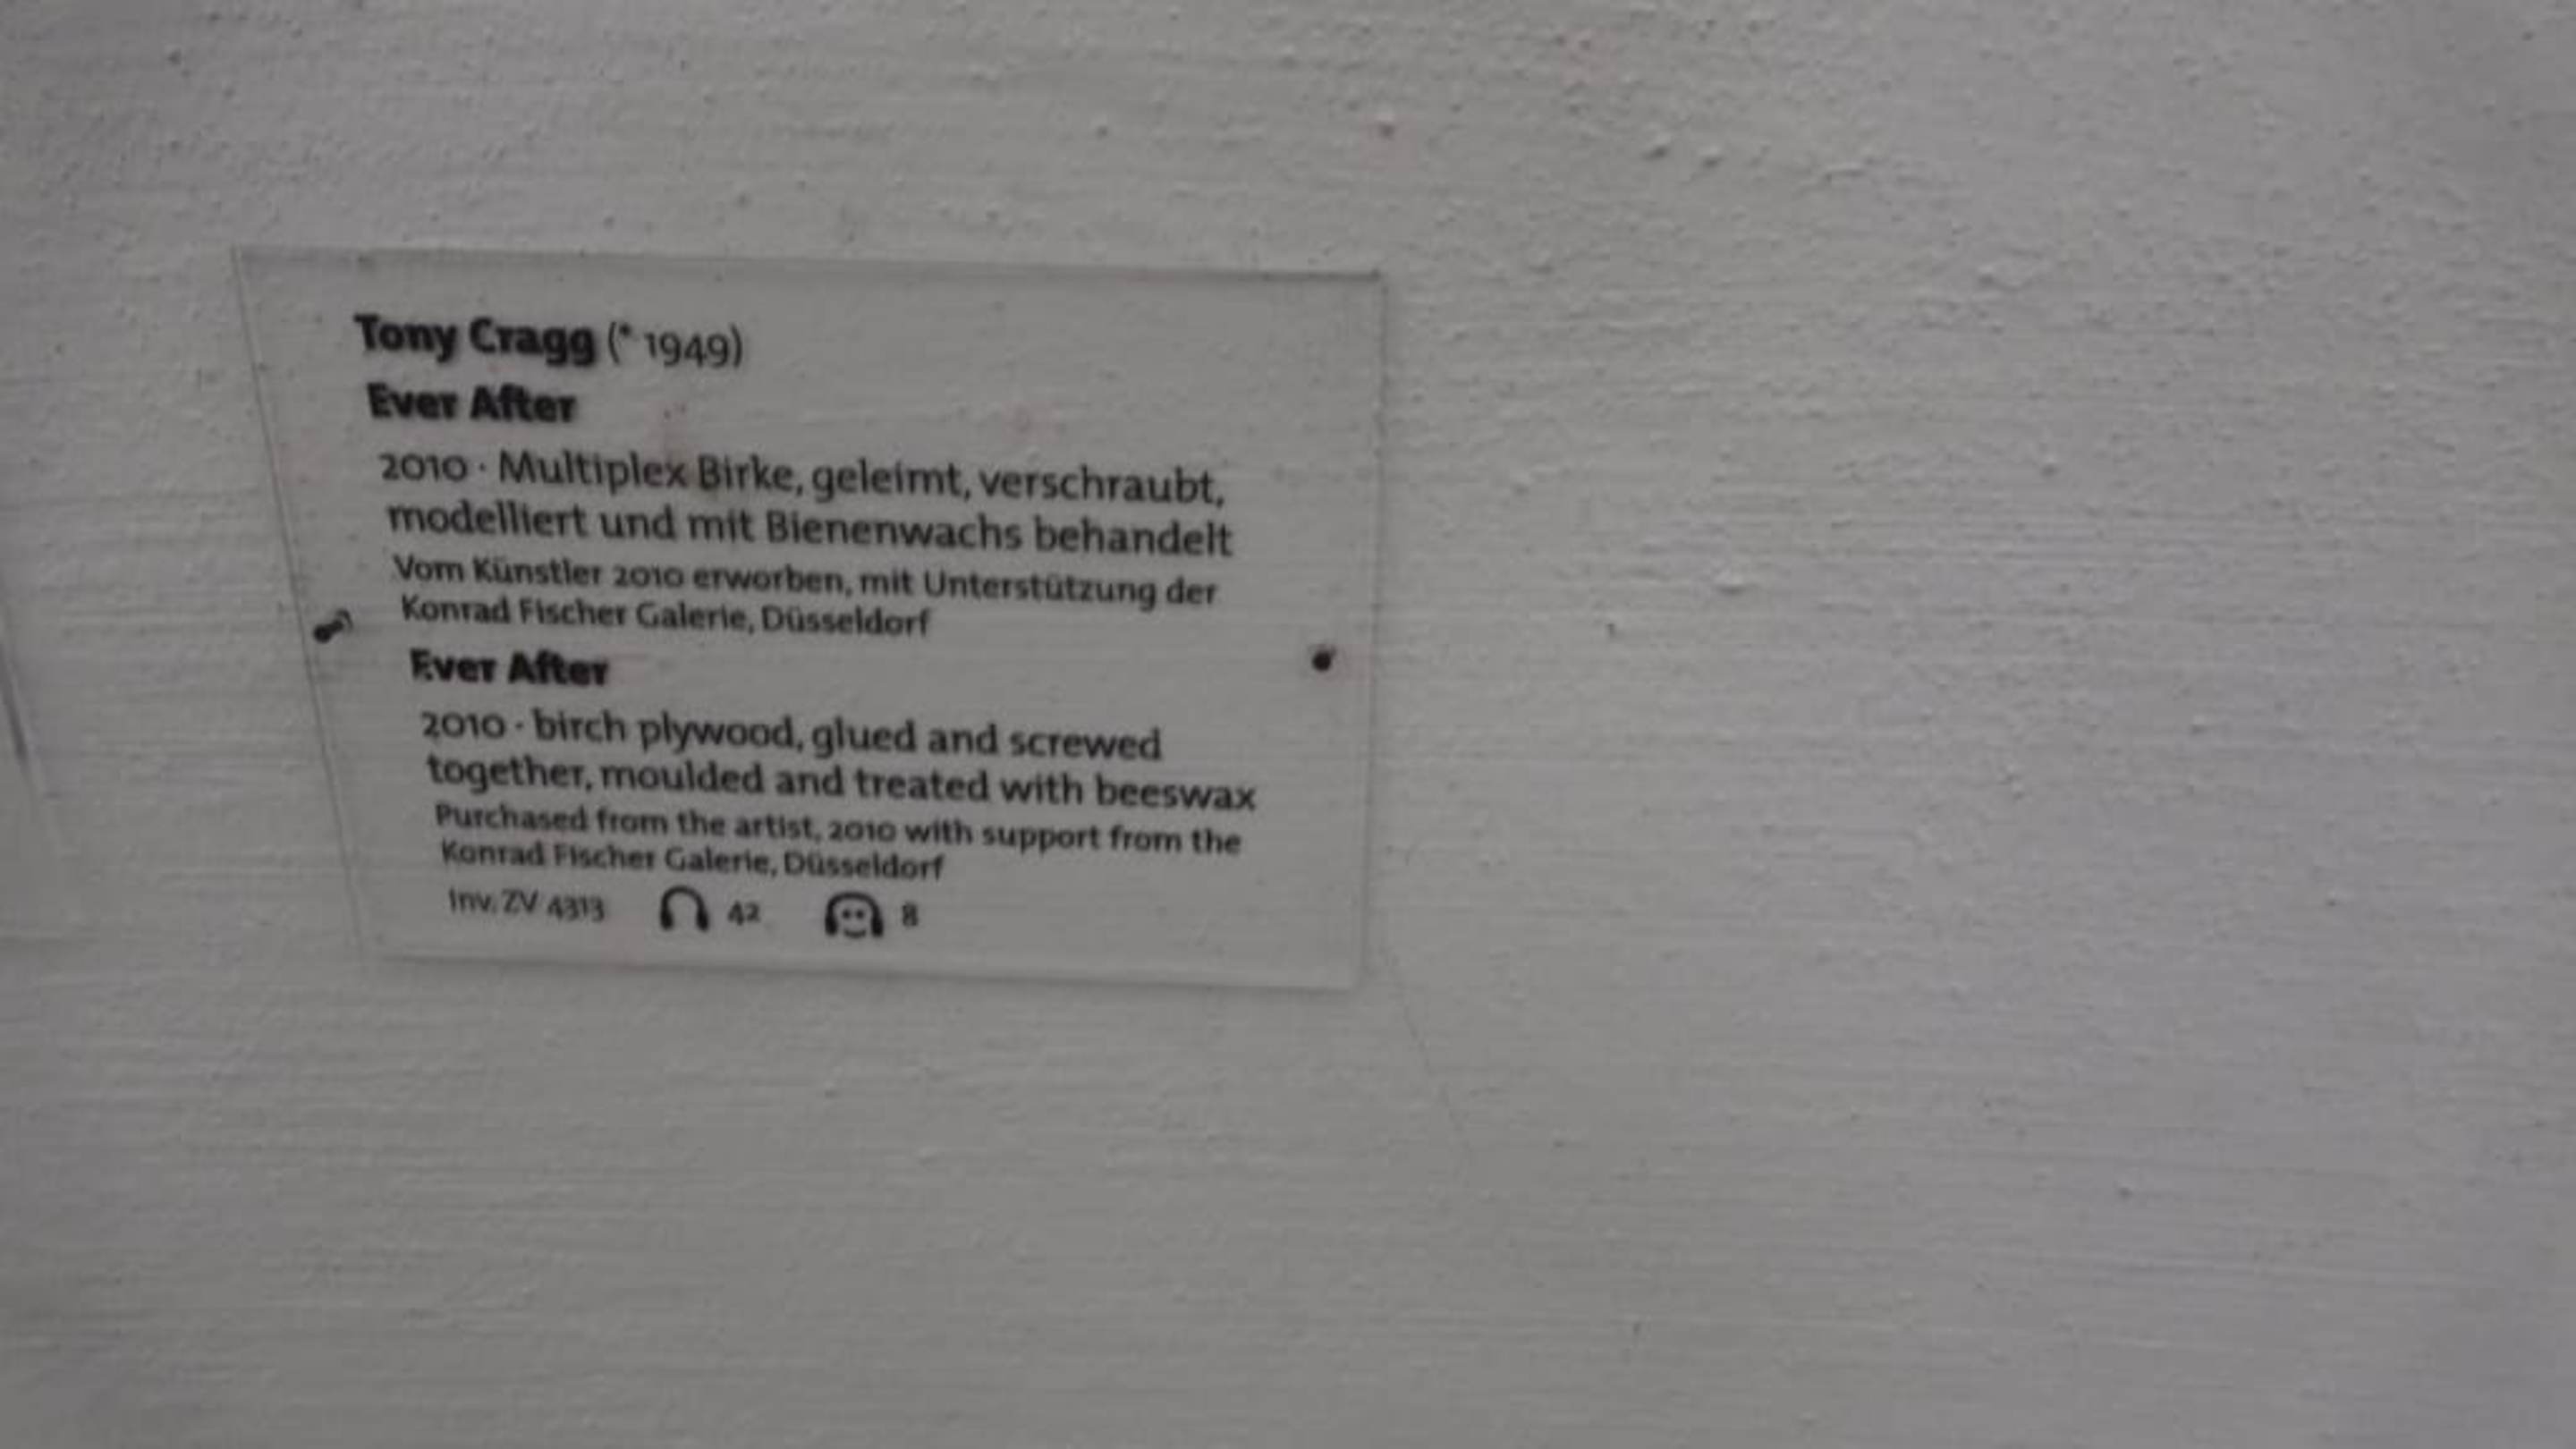 Tony Cragg (* 1949)
Ever After
2010 · Multiplex Birke, geleimt, verschraubt,
modelliert und mit Bienenwachs behandelt
Vom Künstler 2010 erworben, mit Unterstützung der
Konrad Fischer Galerie, Düsseldorf
Ever After
2010 · birch plywood, glued and screwed
together, moulded and treated with beeswax
Purchased from the artist, 2010 with support from the
Konrad Fischer Galerie, Düsseldorf
Inv. ZV 4313 42 8